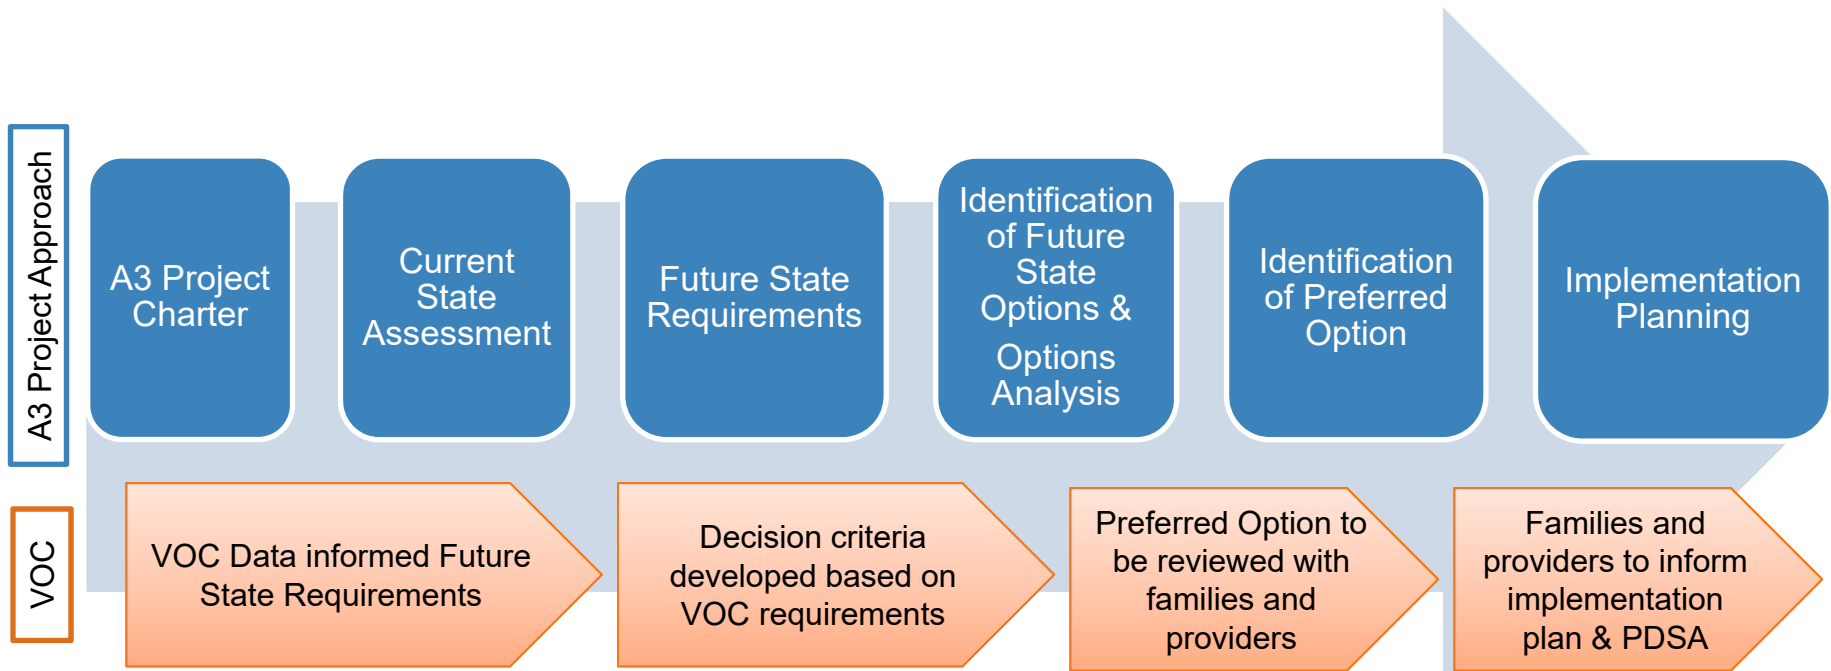 A3 Project Approach
A3 Project
Charter
Current
State
Assessment
Future State
Requirements
Identification
of Future
State
Options &
Options
Analysis
Identification
of Preferred
Option
Implementation
Planning
VOC
VOC Data informed Future
State Requirements
Decision criteria
developed based on
VOC requirements
Preferred Option to
be reviewed with
families and
providers
Families and
providers to inform
implementation
plan & PDSA